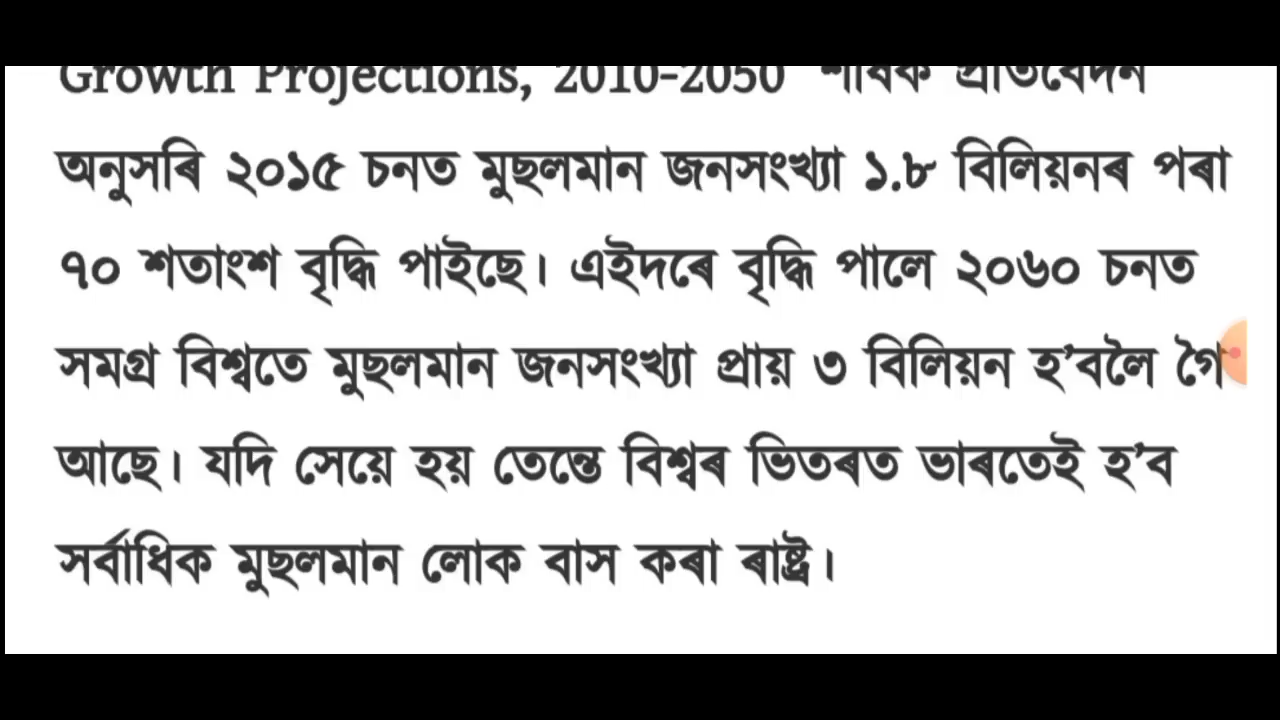 Growth Projections, 2010-2050 শীৰ্ষক প্ৰতিবেদন
অনুসৰি ২০১৫ চনত মুছলমান জনসংখ্যা ১.৮ বিলিয়নৰ পৰা
৭০ শতাংশ বৃদ্ধি পাইছে। এইদৰে বৃদ্ধি পালে ২০৬০ চনত
সমগ্ৰ বিশ্বতে মুছলমান জনসংখ্যা প্ৰায় ৩ বিলিয়ন হ’বলৈ গৈ
আছে। যদি সেয়ে হয় তেন্তে বিশ্বৰ ভিতৰত ভাৰতেই হ’ব
সৰ্বাধিক মুছলমান লোক বাস কৰা ৰাষ্ট্ৰ।